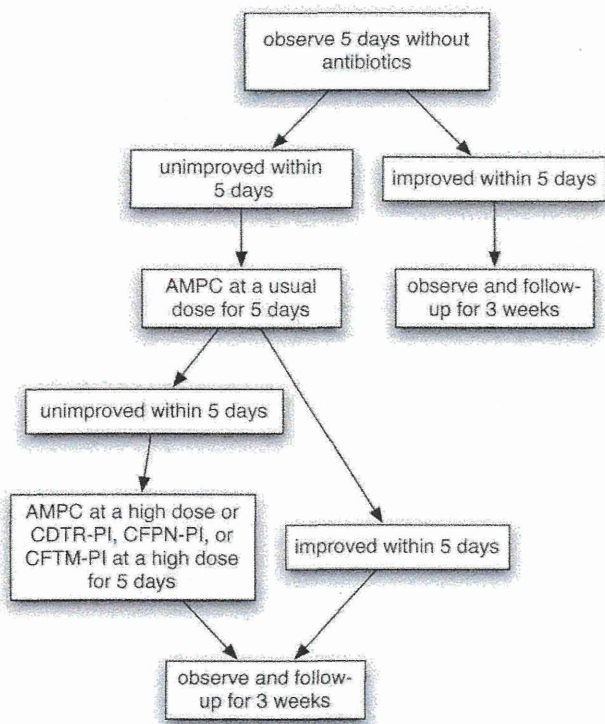 observe 5 days without
antibiotics
unimproved within
5 days
improved within 5 days
AMPC at a usual
dose for 5 days
observe and follow-
up for 3 weeks
unimproved within 5 days
AMPC at a high dose or
CDTR-PI, CFPN-PI, or
CFTM-PI at a high dose
for 5 days
improved within 5 days
observe and follow-
up for 3 weeks